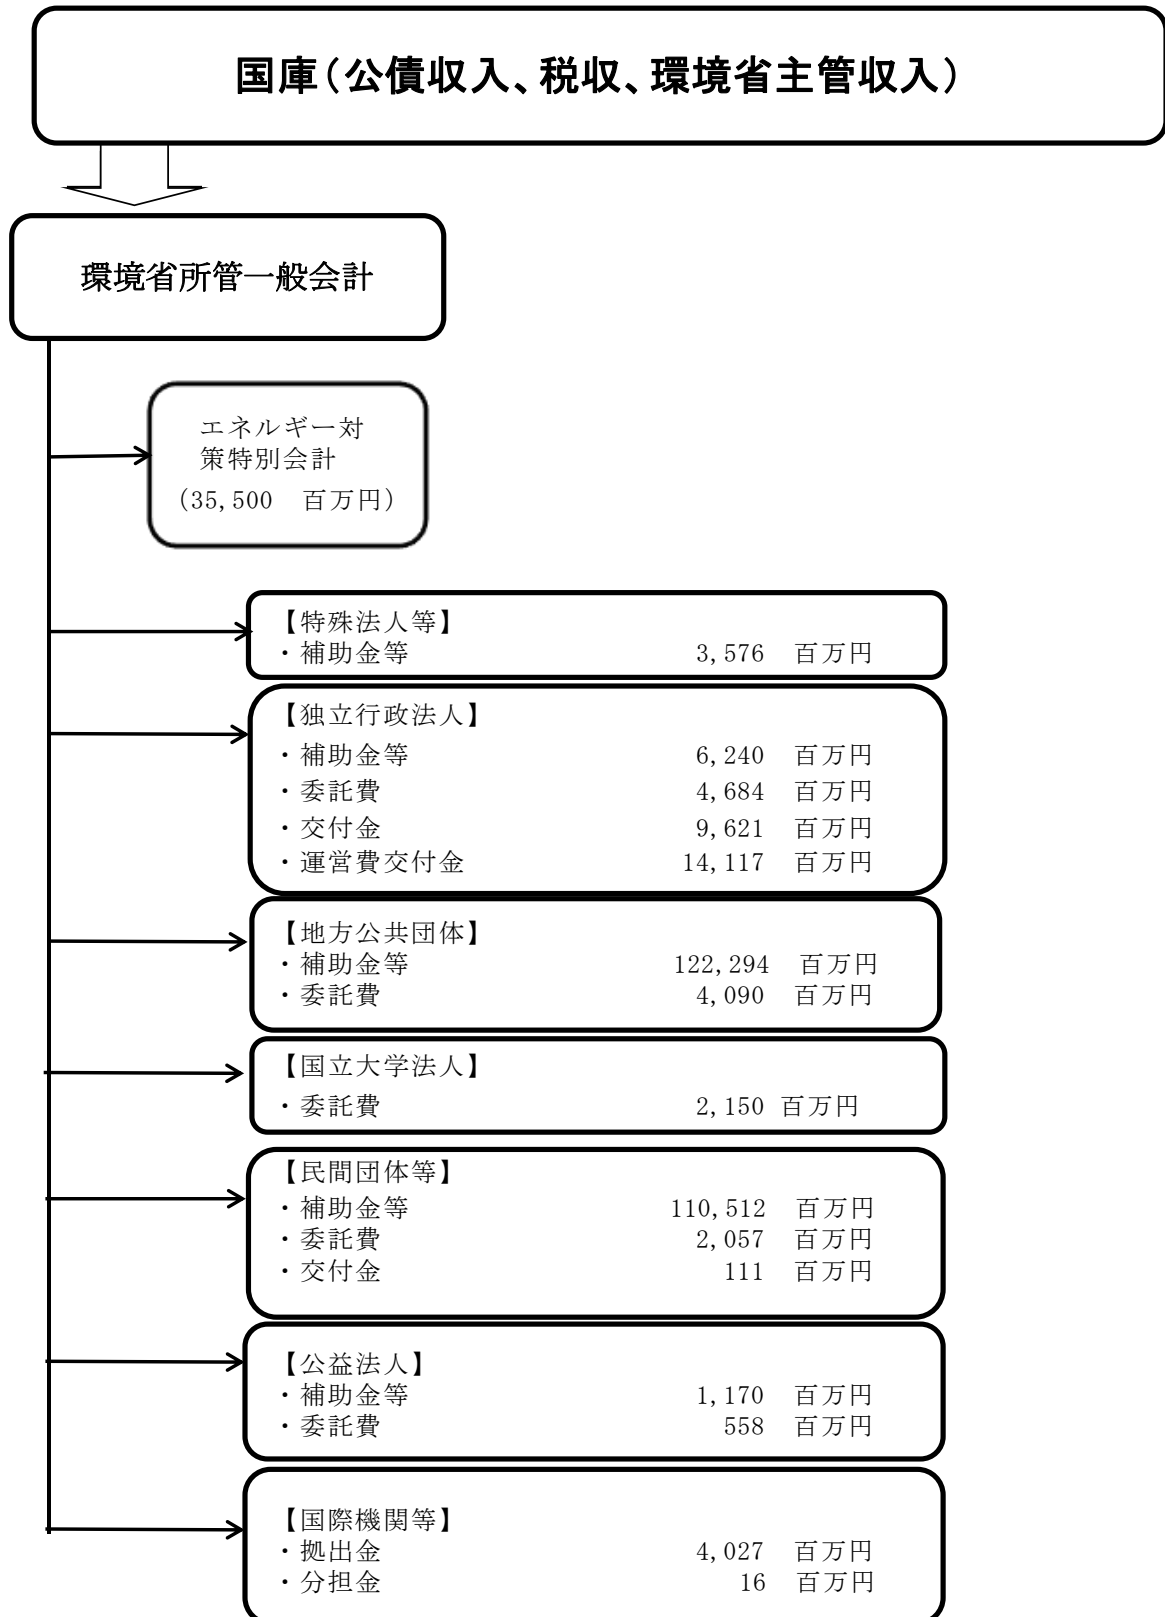 国庫（公債収入、税収、環境省主管収入）
環境省所管一般会計
エネルギー対
策特別会計
（35,500　百万円）
【特殊法人等】
・補助金等　3,576　百万円
【独立行政法人】
・補助金等　6,240　百万円
・委託費　4,684　百万円
・交付金　9,621　百万円
・運営費交付金　14,117　百万円
【地方公共団体】
・補助金等　122,294　百万円
・委託費　4,090　百万円
【国立大学法人】
・委託費　2,150 百万円
【民間団体等】
・補助金等　110,512　百万円
・委託費　2,057　百万円
・交付金　111　百万円
【公益法人】
・補助金等　1,170　百万円
・委託費　558　百万円
【国際機関等】
・拠出金　4,027　百万円
・分担金　16　百万円